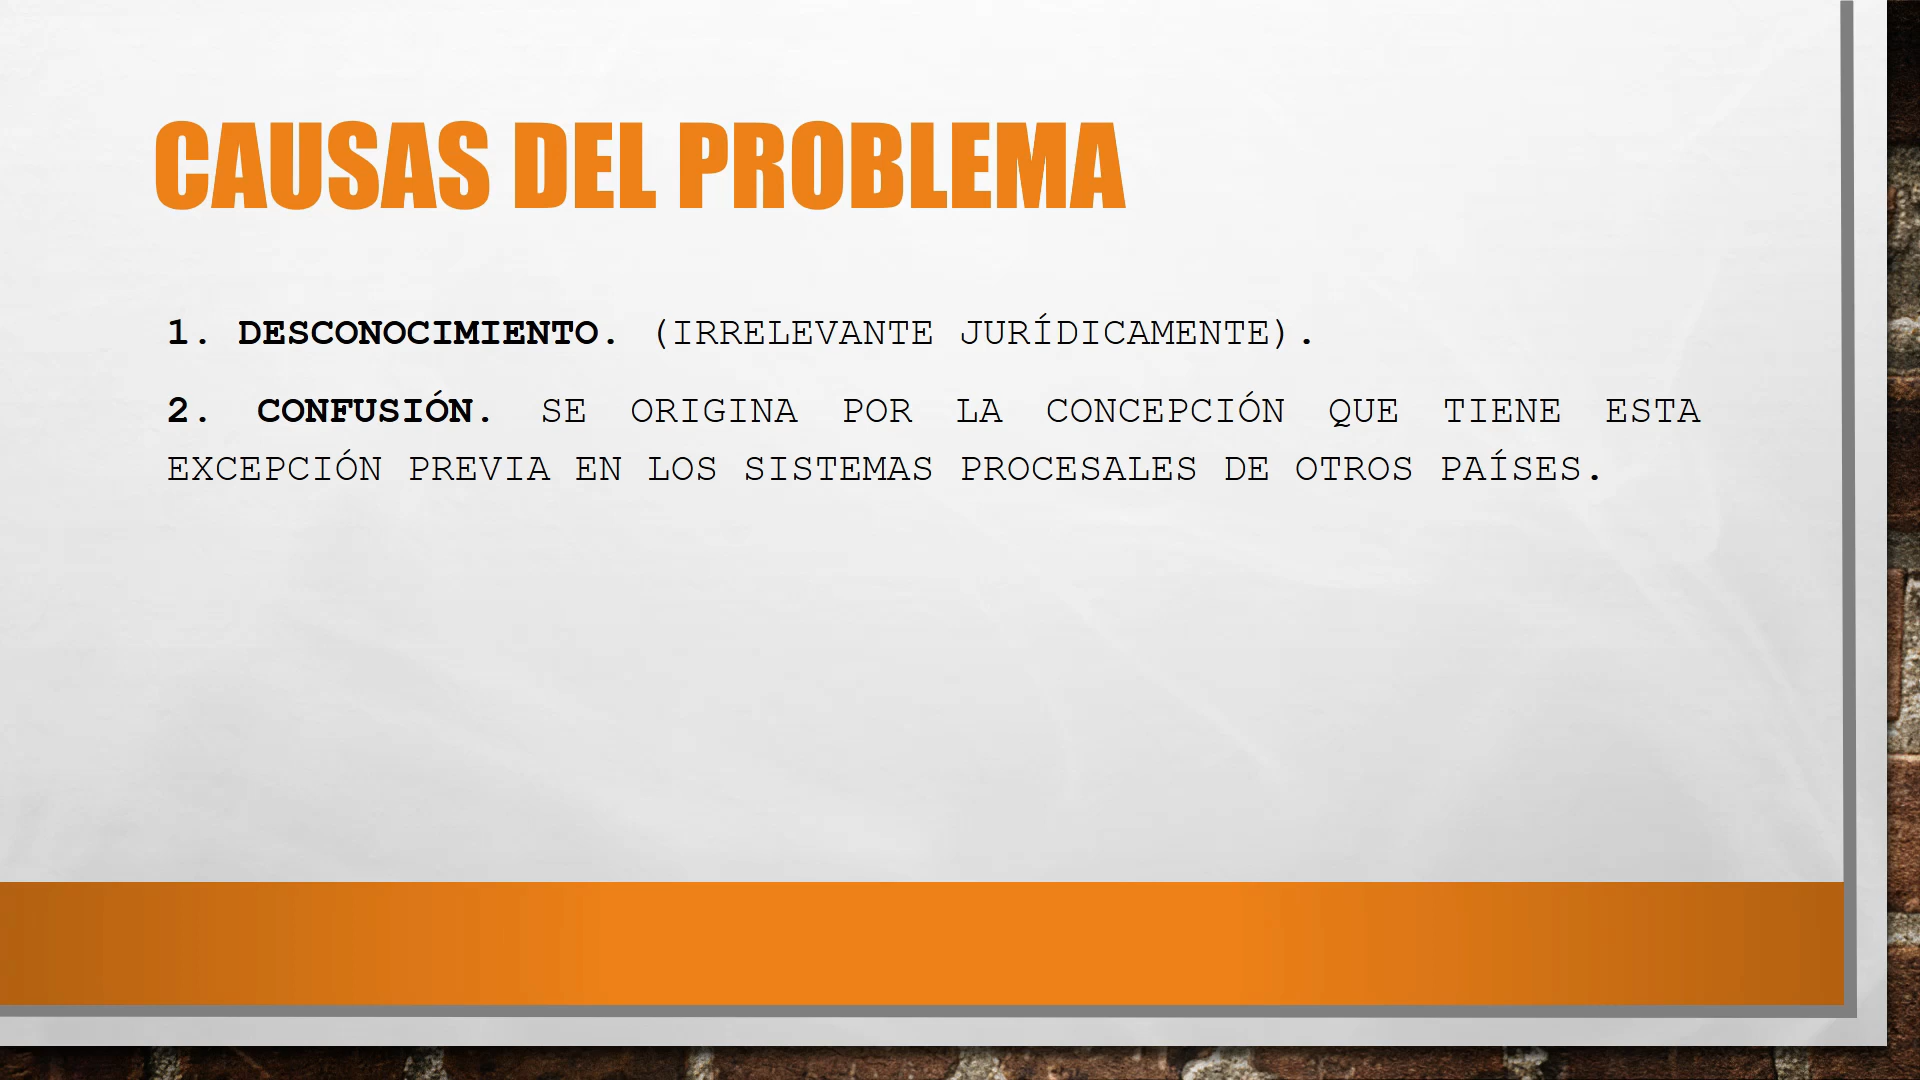 CAUSAS DEL PROBLEMA
1. DESCONOCIMIENTO. (IRRELEVANTE JURÍDICAMENTE).
2. CONFUSIÓN. SE ORIGINA POR LA CONCEPCIÓN QUE TIENE ESTA
EXCEPCIÓN PREVIA EN LOS SISTEMAS PROCESALES DE OTROS PAÍSES.